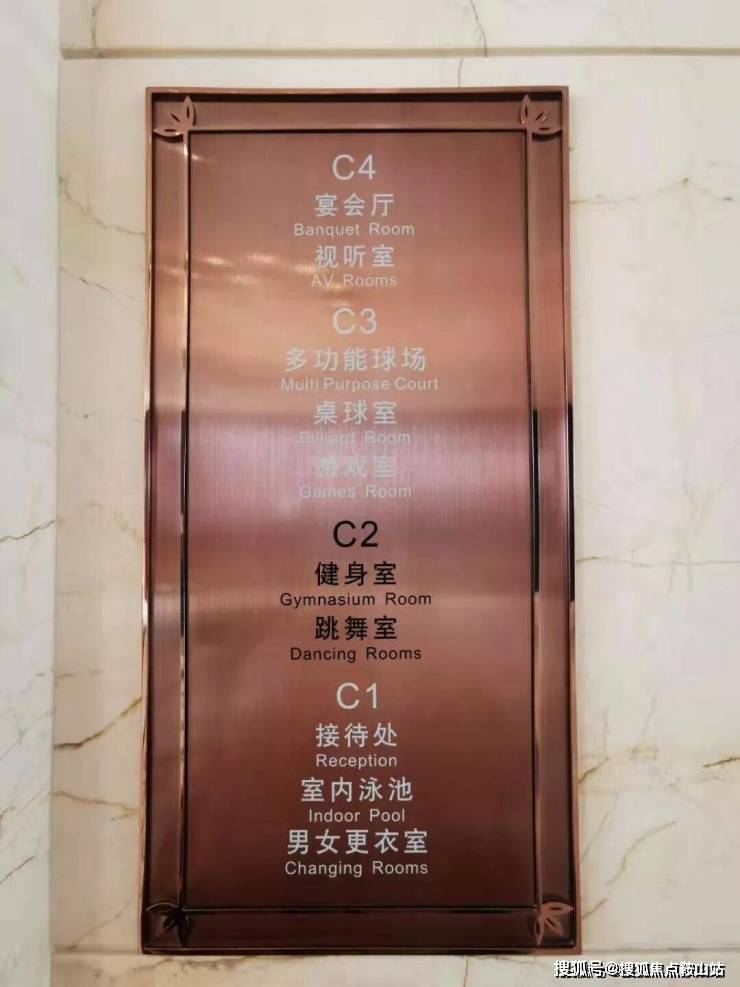 C4
宴会厅
Banquet Room
视听室
AV Rooms
C3
多功能球场
Multi Purpose Court
桌球室
Billiard Room
游戏室
Games Room
C2
健身室
Gymnasium Room
跳舞室
Dancing Rooms
C1
接待处
Reception
室内泳池
Indoor Pool
男女更衣室
Changing Rooms
搜狐号@搜狐焦点鞍山站